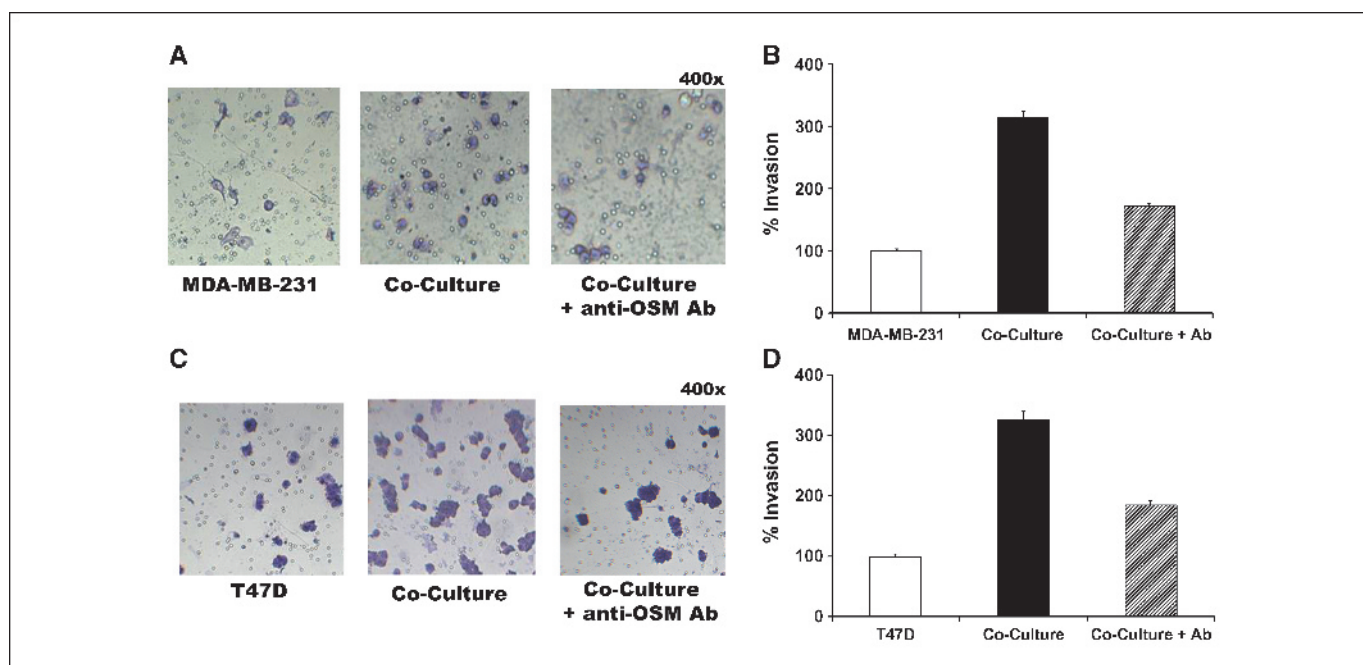 A
400x
MDA-MB-231
Co-Culture
Co-Culture
+ anti-OSM Ab
B
400
300
200
100
0
% Invasion
MDA-MB-231
Co-Culture
Co-Culture + Ab
C
400x
T47D
Co-Culture
Co-Culture
+ anti-OSM Ab
D
400
300
200
100
0
% Invasion
T47D
Co-Culture
Co-Culture + Ab